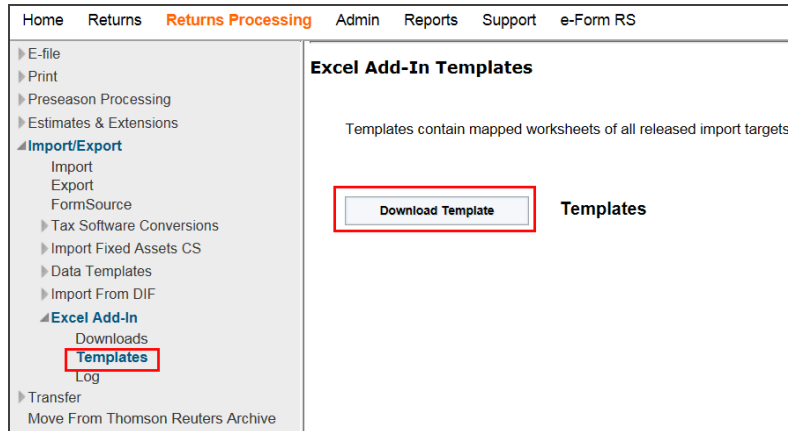 Home Returns Returns Processing Admin Reports Support e-Form RS
E-file
Print
Preseason Processing
Estimates & Extensions
Import/Export
Import
Export
FormSource
Tax Software Conversions
Import Fixed Assets CS
Data Templates
Import From DIF
Excel Add-In
Downloads
Templates
Log
Transfer
Move From Thomson Reuters Archive
Excel Add-In Templates
Templates contain mapped worksheets of all released import targets
Download Template Templates